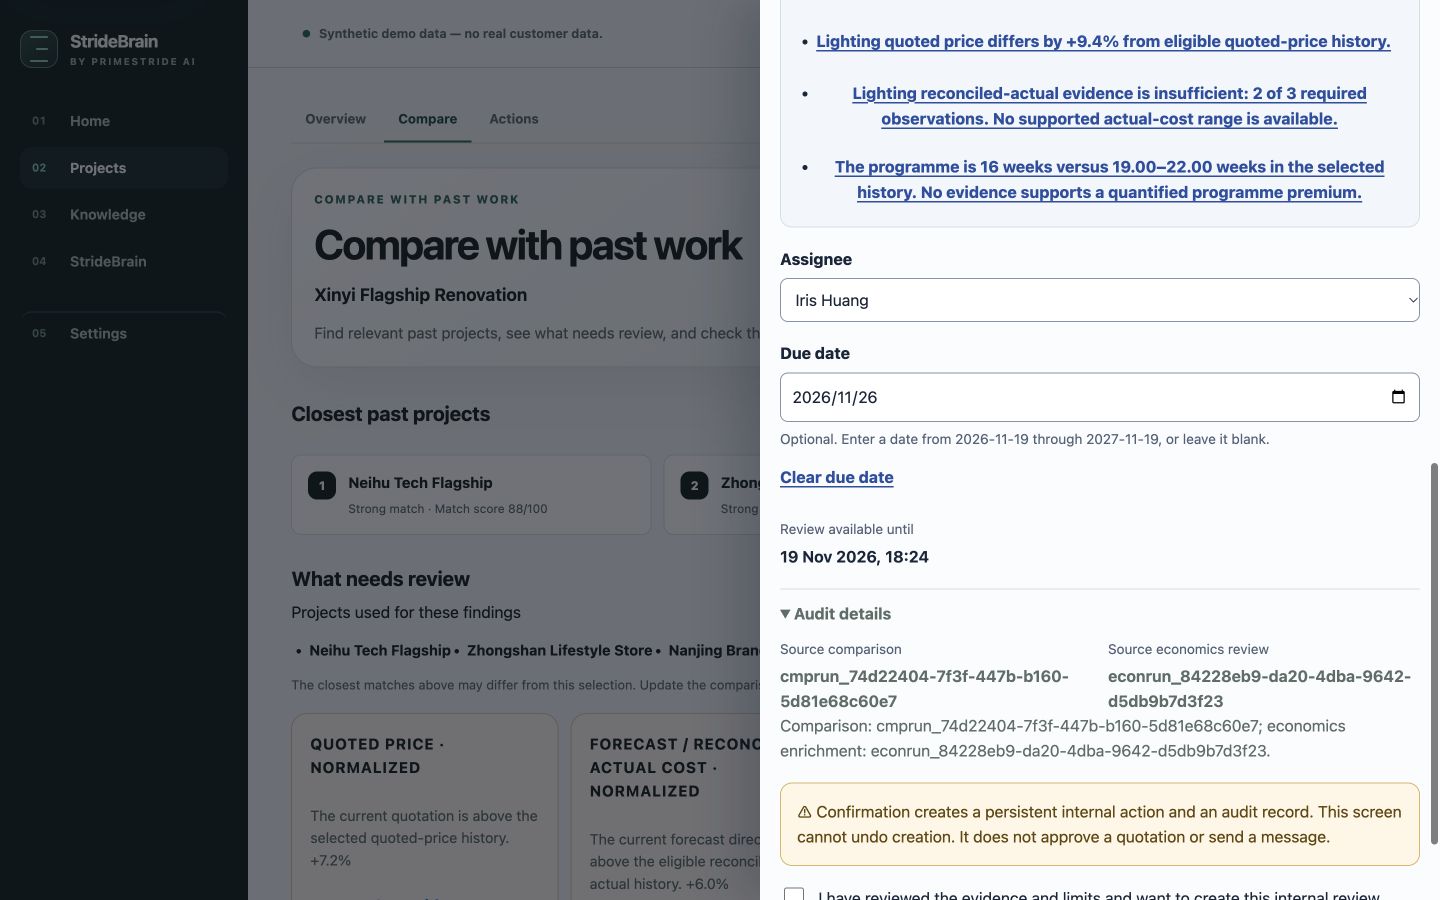 StrideBrain
BY PRIMESTRIDE AI
01 Home
02 Projects
03 Knowledge
04 StrideBrain
05 Settings
Synthetic demo data — no real customer data.
Overview Compare Actions
COMPARE WITH PAST WORK
Compare with past work
Xinyi Flagship Renovation
Find relevant past projects, see what needs review, and check
Closest past projects
1 Neihu Tech Flagship
Strong match · Match score 88/100
2
Strong
What needs review
Projects used for these findings
• Neihu Tech Flagship • Zhongshan Lifestyle Store • Nanjing
The closest matches above may differ from this selection. Update the
QUOTED PRICE ·
NORMALIZED
The current quotation is above the
selected quoted-price history.
+7.2%
FORECAST /
ACTUAL COST ·
NORMALIZED
The current forecast
above the eligible
actual history. +6.0%
• Lighting quoted price differs by +9.4% from eligible quoted-price history.
• Lighting reconciled-actual evidence is insufficient: 2 of 3 required
observations. No supported actual-cost range is available.
• The programme is 16 weeks versus 19.00–22.00 weeks in the selected
history. No evidence supports a quantified programme premium.
Assignee
Iris Huang
Due date
2026/11/26
Optional. Enter a date from 2026-11-19 through 2027-11-19, or leave it blank.
Clear due date
Review available until
19 Nov 2026, 18:24
▼ Audit details
Source comparison
cmprun_74d22404-7f3f-447b-b160-
5d81e68c60e7
Source economics review
econrun_84228eb9-da20-4dba-9642-
d5db9b7d3f23
Comparison: cmprun_74d22404-7f3f-447b-b160-5d81e68c60e7; economics
enrichment: econrun_84228eb9-da20-4dba-9642-d5db9b7d3f23.
⚠ Confirmation creates a persistent internal action and an audit record. This screen
cannot undo creation. It does not approve a quotation or send a message.
I have reviewed the evidence and limits and want to create this internal review